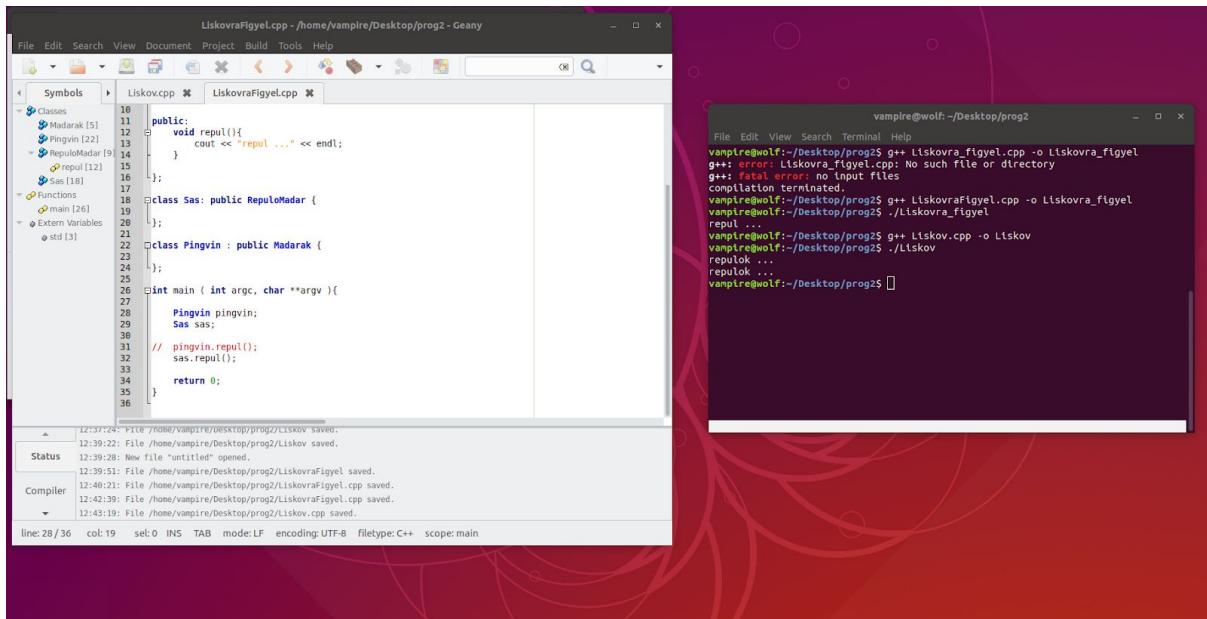 LiskovraFigyel.cpp - /home/vampire/Desktop/prog2 - Geany
File Edit Search View Document Project Build Tools Help
Symbols
Liskov.cpp
LiskovraFigyel.cpp
Classes
Madarak [5]
Pingvin [22]
RepuloMadar [9]
repul [12]
Sas [18]
Functions
main [26]
Extern Variables
std [3]
10
11 public:
12 void repul(){
13 cout << "repul ..." << endl;
14 }
15
16 };
17
18 class Sas: public RepuloMadar {
19
20 };
21
22 class Pingvin : public Madarak {
23
24 };
25
26 int main ( int argc, char **argv ){
27
28 Pingvin pingvin;
29 Sas sas;
30
31 // pingvin.repul();
32 sas.repul();
33
34 return 0;
35 }
36
Status
Compiler
12:37:24: File /home/vampire/Desktop/prog2/Liskov saved.
12:39:22: File /home/vampire/Desktop/prog2/Liskov saved.
12:39:28: New file "untitled" opened.
12:39:51: File /home/vampire/Desktop/prog2/LiskovraFigyel saved.
12:40:21: File /home/vampire/Desktop/prog2/LiskovraFigyel.cpp saved.
12:42:39: File /home/vampire/Desktop/prog2/LiskovraFigyel.cpp saved.
12:43:19: File /home/vampire/Desktop/prog2/Liskov.cpp saved.
line: 28 / 36 col: 19 sel: 0 INS TAB mode: LF encoding: UTF-8 filetype: C++ scope: main
vampire@wolf: ~/Desktop/prog2
File Edit View Search Terminal Help
vampire@wolf:~/Desktop/prog2$ g++ Liskovra_figyel.cpp -o Liskovra_figyel
g++: error: Liskovra_figyel.cpp: No such file or directory
g++: fatal error: no input files
compilation terminated.
vampire@wolf:~/Desktop/prog2$ g++ LiskovraFigyel.cpp -o Liskovra_figyel
vampire@wolf:~/Desktop/prog2$ ./Liskovra_figyel
repul ...
vampire@wolf:~/Desktop/prog2$ g++ Liskov.cpp -o Liskov
vampire@wolf:~/Desktop/prog2$ ./Liskov
repulok ...
repulok ...
vampire@wolf:~/Desktop/prog2$